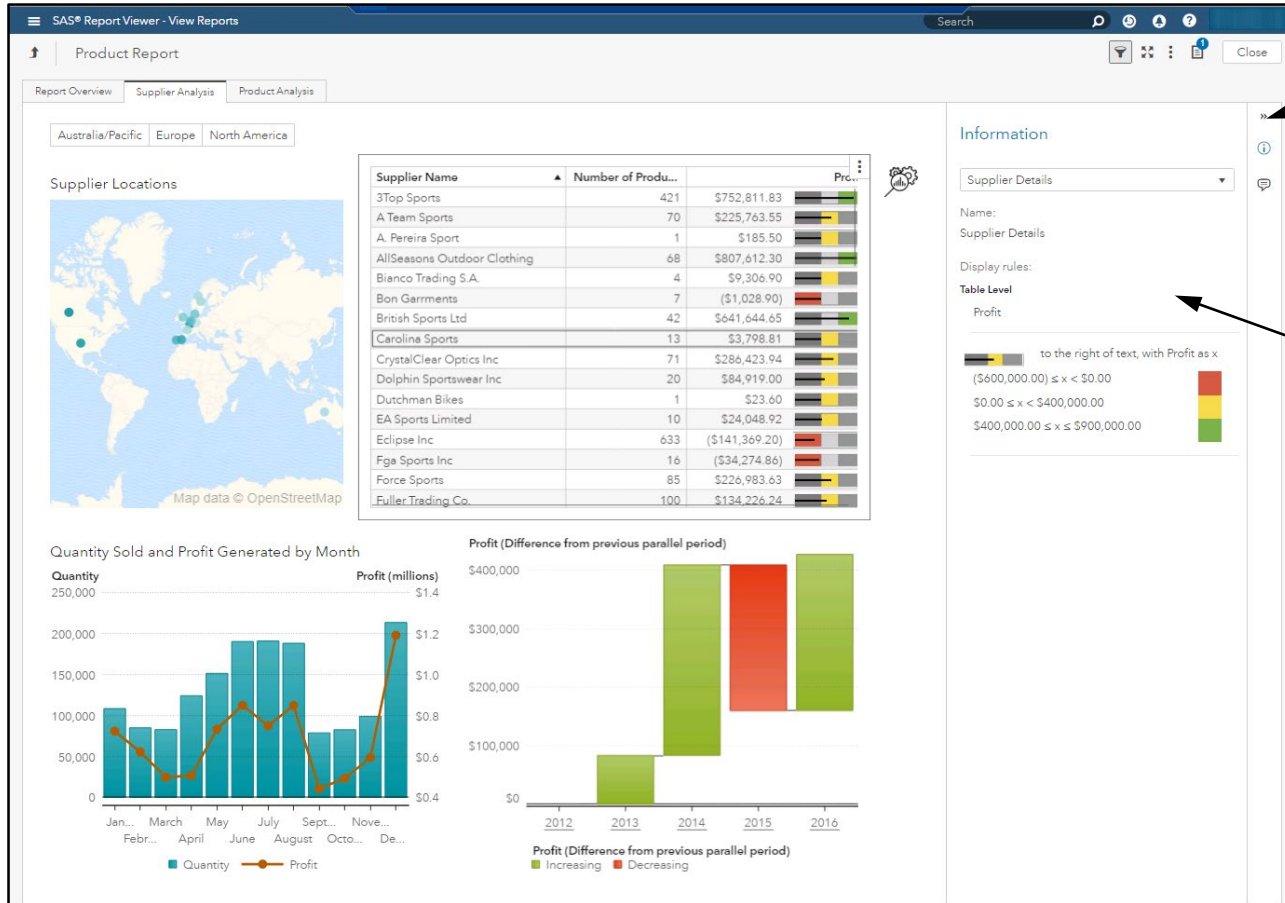 SAS® Report Viewer - View Reports
Search
Product Report
1
Close
Report Overview
Supplier Analysis
Product Analysis
Australia/Pacific
Europe
North America
Supplier Locations
Map data © OpenStreetMap
Supplier Name Number of Produ... Pro...
3Top Sports 421 $752,811.83
A Team Sports 70 $225,763.55
A. Pereira Sport 1 $185.50
AllSeasons Outdoor Clothing 68 $807,612.30
Bianco Trading S.A. 4 $9,306.90
Bon Garrments 7 ($1,028.90)
British Sports Ltd 42 $641,644.65
Carolina Sports 13 $3,798.81
CrystalClear Optics Inc 71 $286,423.94
Dolphin Sportswear Inc 20 $84,919.00
Dutchman Bikes 1 $23.60
EA Sports Limited 10 $24,048.92
Eclipse Inc 633 ($141,369.20)
Fga Sports Inc 16 ($34,274.86)
Force Sports 85 $226,983.63
Fuller Trading Co. 100 $134,226.24
Information
Supplier Details
Name:
Supplier Details
Display rules:
Table Level
Profit
to the right of text, with Profit as x
($600,000.00) ≤ x < $0.00
$0.00 ≤ x < $400,000.00
$400,000.00 ≤ x ≤ $900,000.00
Quantity Sold and Profit Generated by Month
Quantity Profit (millions)
250,000 $1.4
200,000 $1.2
150,000 $1.0
100,000 $0.8
50,000 $0.6
0 $0.4
Jan... March May July Sept... Nove...
Febr... April June August Octo... De...
Quantity Profit
Profit (Difference from previous parallel period)
$400,000
$300,000
$200,000
$100,000
$0
2012 2013 2014 2015 2016
Profit (Difference from previous parallel period)
Increasing Decreasing